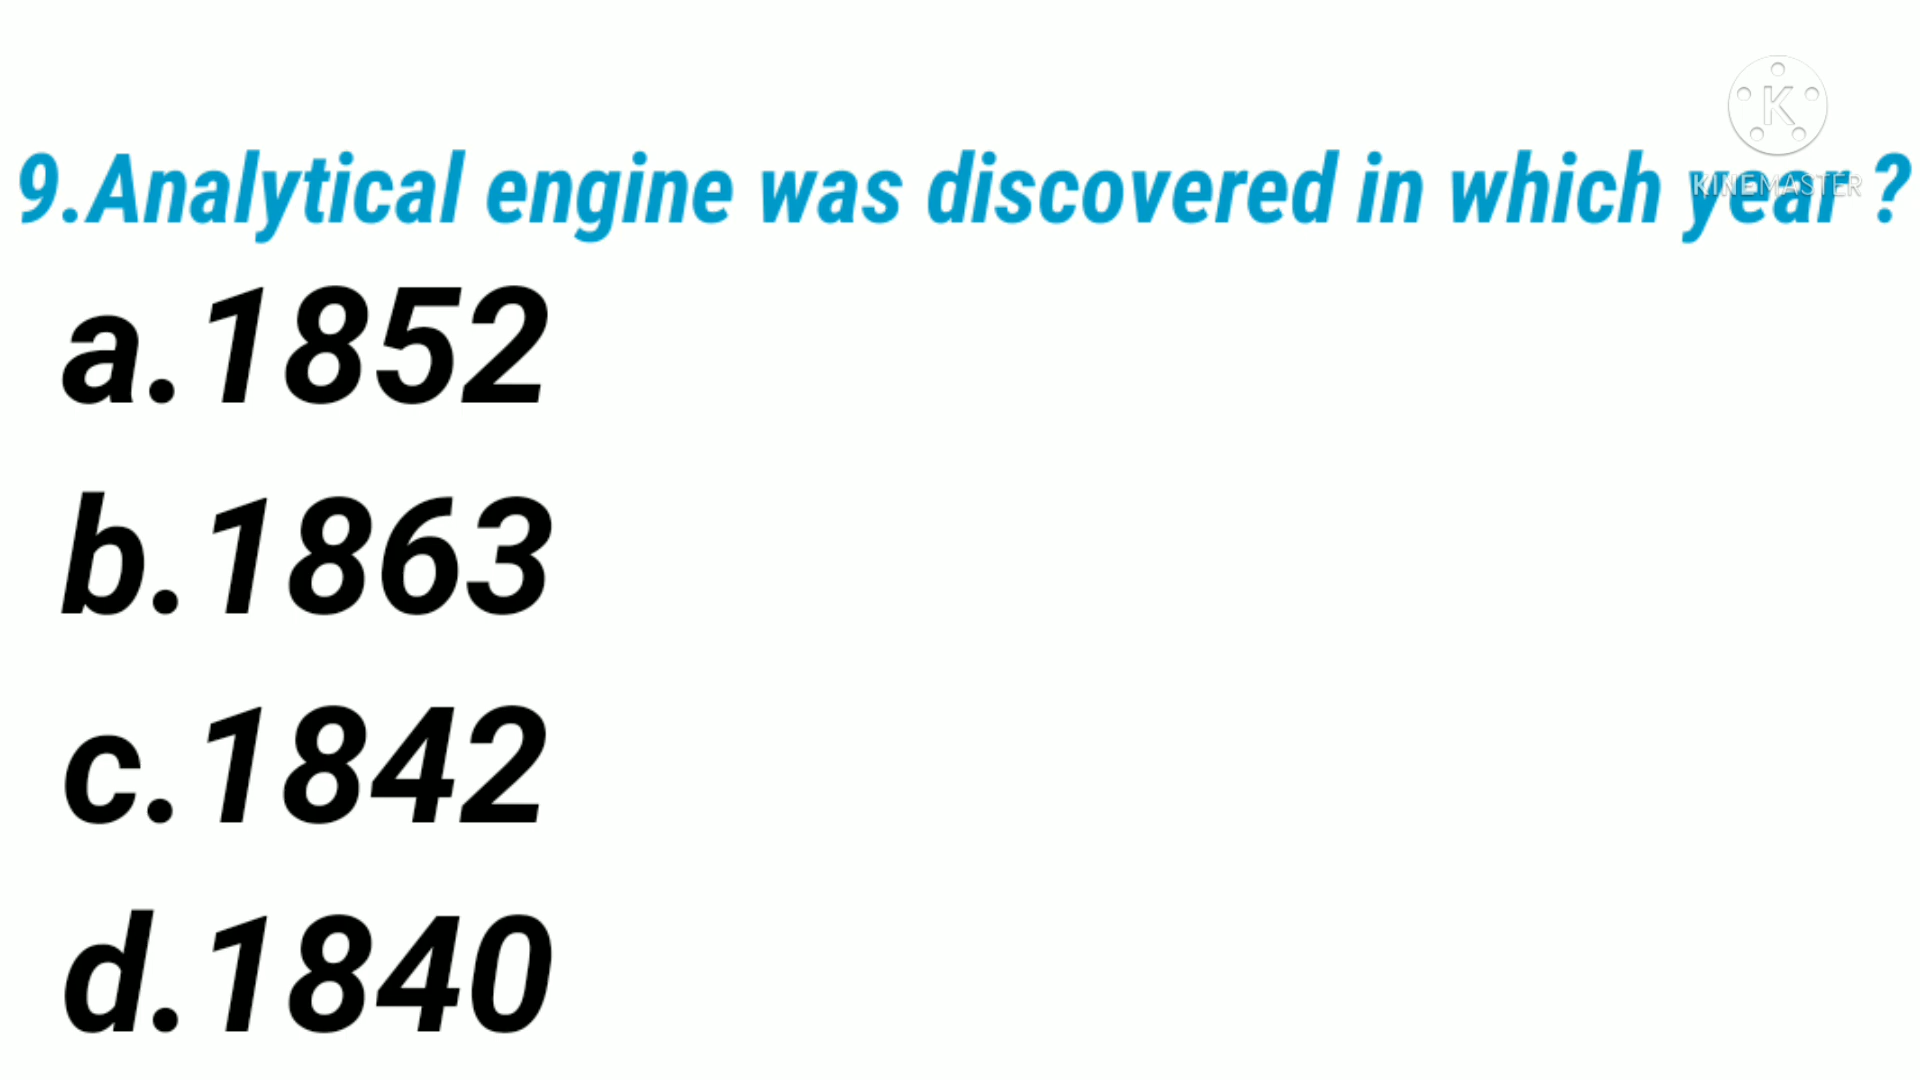 K
KINEMASTER
9.Analytical engine was discovered in which year ?
a.1852
b.1863
c.1842
d.1840